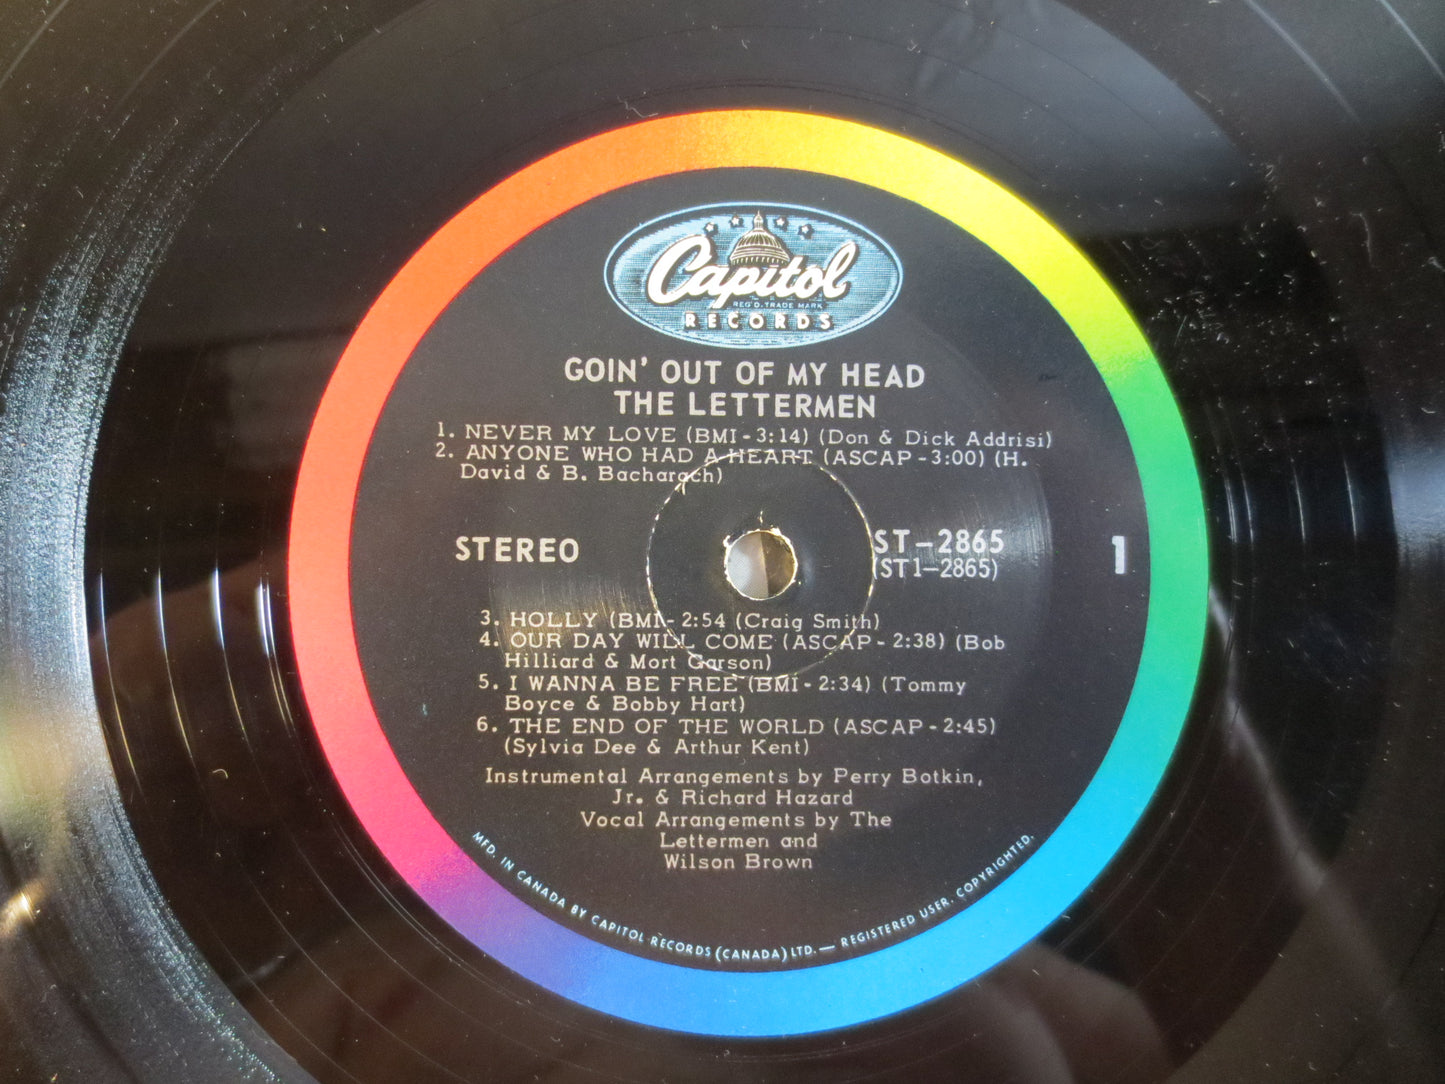 Capitol
REG'D. TRADE MARK
RECORDS
GOIN' OUT OF MY HEAD
THE LETTERMEN
1. NEVER MY LOVE (BMI - 3:14) (Don & Dick Addrisi)
2. ANYONE WHO HAD A HEART (ASCAP - 3:00) (H.
David & B. Bacharach)
STEREO
ST-2865
(ST1-2865)
1
3. HOLLY (BMI - 2:54 (Craig Smith)
4. OUR DAY WILL COME (ASCAP - 2:38) (Bob
Hilliard & Mort Garson)
5. I WANNA BE FREE (BMI - 2:34) (Tommy
Boyce & Bobby Hart)
6. THE END OF THE WORLD (ASCAP - 2:45)
(Sylvia Dee & Arthur Kent)
Instrumental Arrangements by Perry Botkin,
Jr. & Richard Hazard
Vocal Arrangements by The
Lettermen and
Wilson Brown
MFD. IN CANADA BY CAPITOL RECORDS (CANADA) LTD. — REGISTERED USER. COPYRIGHTED.